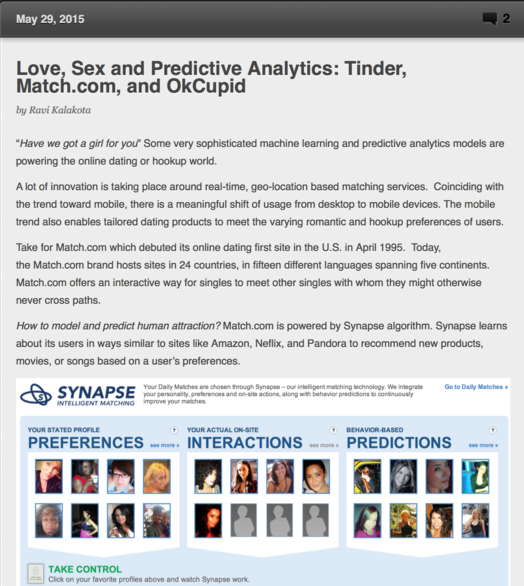 May 29, 2015
2
Love, Sex and Predictive Analytics: Tinder,
Match.com, and OkCupid
by Ravi Kalakota
“Have we got a girl for you” Some very sophisticated machine learning and predictive analytics models are
powering the online dating or hookup world.
A lot of innovation is taking place around real-time, geo-location based matching services.  Coinciding with
the trend toward mobile, there is a meaningful shift of usage from desktop to mobile devices. The mobile
trend also enables tailored dating products to meet the varying romantic and hookup preferences of users.
Take for Match.com which debuted its online dating first site in the U.S. in April 1995.  Today,
the Match.com brand hosts sites in 24 countries, in fifteen different languages spanning five continents.
Match.com offers an interactive way for singles to meet other singles with whom they might otherwise
never cross paths.
How to model and predict human attraction? Match.com is powered by Synapse algorithm. Synapse learns
about its users in ways similar to sites like Amazon, Neflix, and Pandora to recommend new products,
movies, or songs based on a user’s preferences.
SYNAPSE
INTELLIGENT MATCHING
Your Daily Matches are chosen through Synapse – our intelligent matching technology. We integrate
your personality, preferences and on-site actions, along with behavior predictions to continuously
improve your matches.
Go to Daily Matches »
YOUR STATED PROFILE ?
PREFERENCES see more »
YOUR ACTUAL ON-SITE ?
INTERACTIONS see more »
BEHAVIOR-BASED ?
PREDICTIONS see more »
TAKE CONTROL
Click on your favorite profiles above and watch Synapse work.